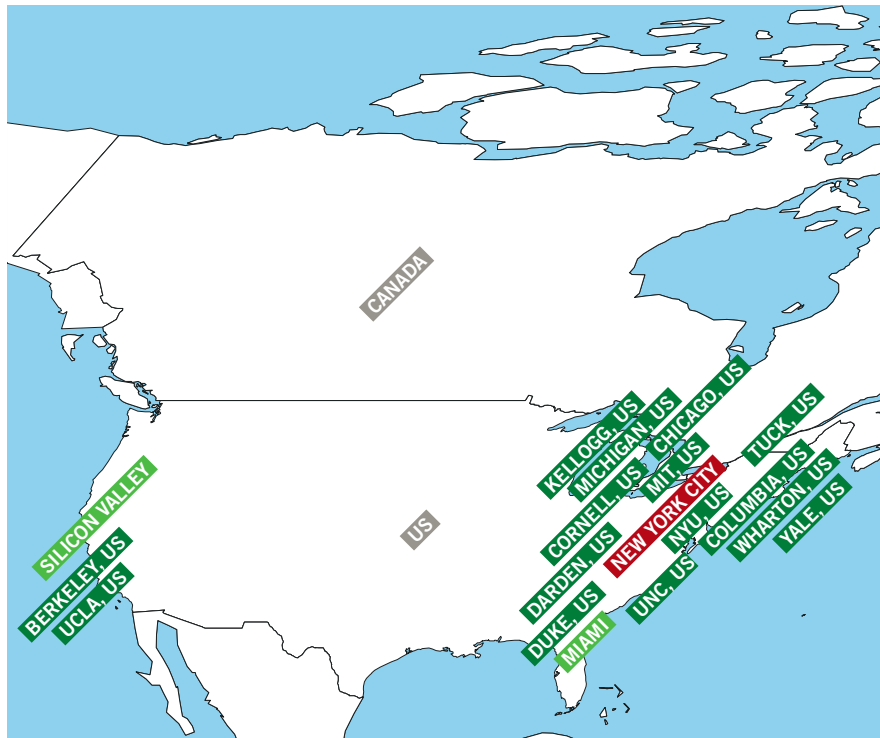 CANADA
US
KELLOGG, US
MICHIGAN, US
CHICAGO, US
TUCK, US
CORNELL, US
MIT, US
NEW YORK CITY
NYU, US
COLUMBIA, US
WHARTON, US
YALE, US
SILICON VALLEY
BERKELEY, US
UCLA, US
DARDEN, US
UNC, US
DUKE, US
MIAMI